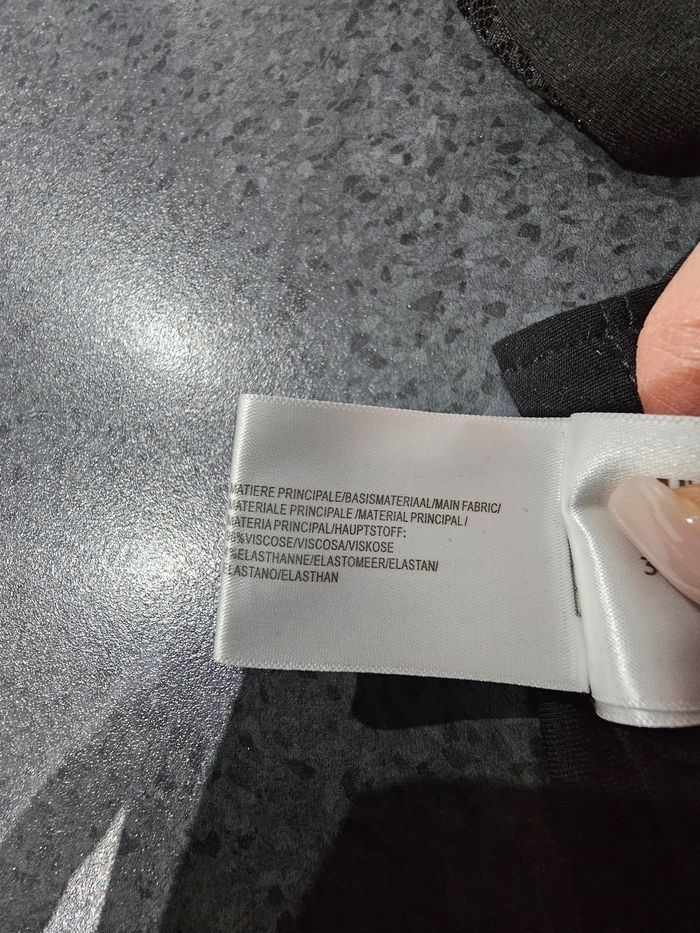 MATIERE PRINCIPALE/BASISMATERIAAL/MAIN FABRIC/
MATERIALE PRINCIPALE /MATERIAL PRINCIPAL /
MATERIA PRINCIPAL/HAUPTSTOFF:
%VISCOSE/VISCOSA/VISKOSE
%ELASTHANNE/ELASTOMEER/ELASTAN/
ELASTANO/ELASTHAN
3